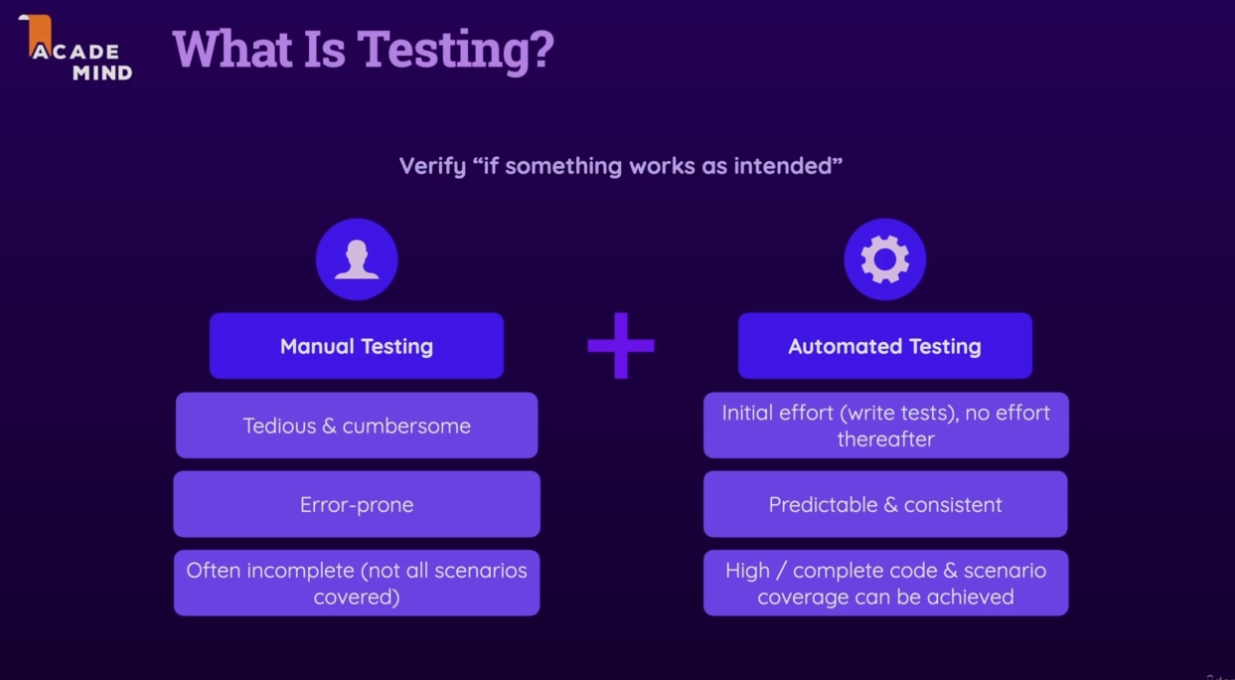 ACADE
MIND
What Is Testing?
Verify “if something works as intended”
Manual Testing
Tedious & cumbersome
Error-prone
Often incomplete (not all scenarios
covered)
Automated Testing
Initial effort (write tests), no effort
thereafter
Predictable & consistent
High / complete code & scenario
coverage can be achieved